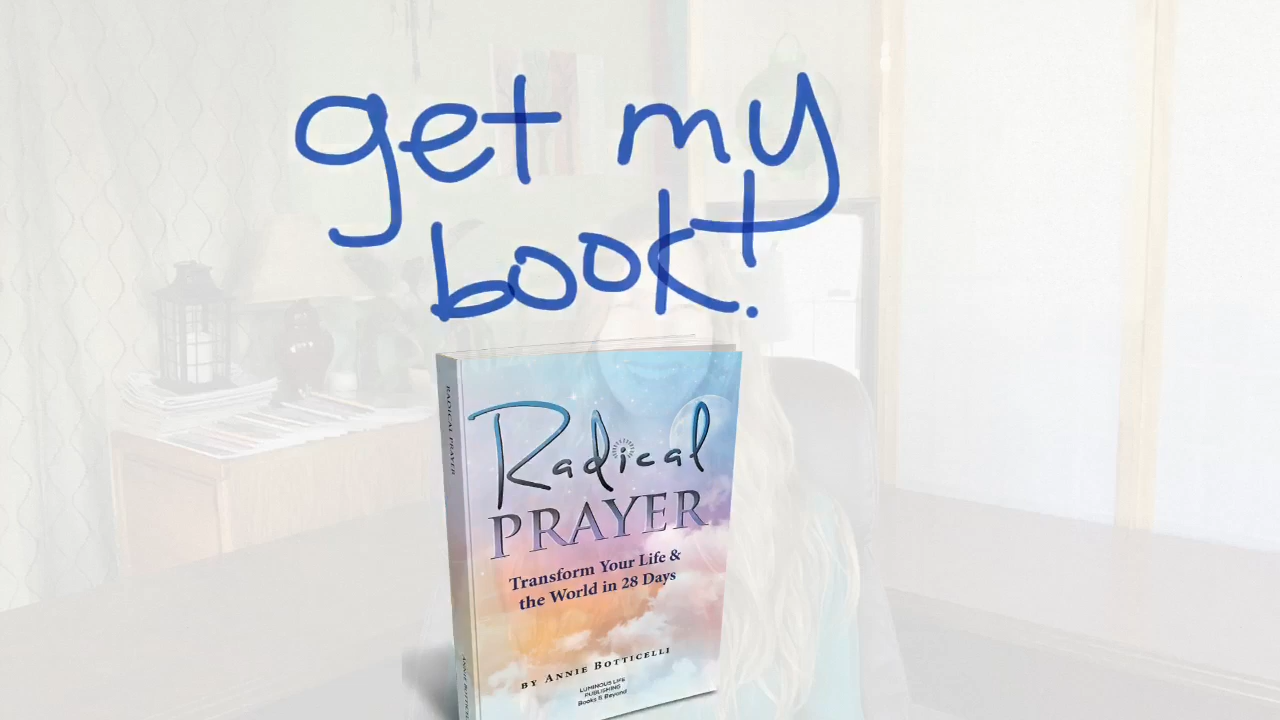 get my
book!
Radical
PRAYER
Transform Your Life &
the World in 28 Days
BY ANNIE BOTTICELLI
LUMINOUS LIFE
PUBLISHING
Books & Beyond
RADICAL PRAYER